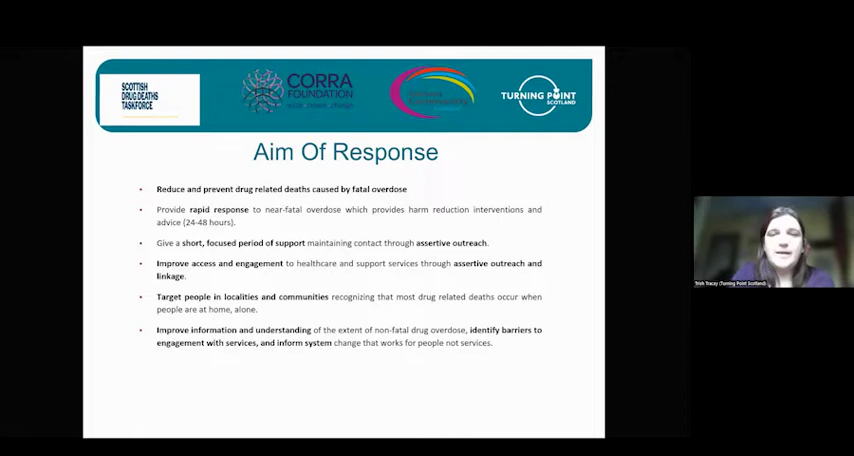 SCOTTISH
DRUG DEATHS
TASKFORCE
CORRA
FOUNDATION
TURNING POINT
SCOTLAND
Aim Of Response
• Reduce and prevent drug related deaths caused by fatal overdose
• Provide rapid response to near-fatal overdose which provides harm reduction interventions and
advice (24-48 hours).
• Give a short, focused period of support maintaining contact through assertive outreach.
• Improve access and engagement to healthcare and support services through assertive outreach and
linkage.
• Target people in localities and communities recognizing that most drug related deaths occur when
people are at home, alone.
• Improve information and understanding of the extent of non-fatal drug overdose, identify barriers to
engagement with services, and inform system change that works for people not services.
Trish Tracey (Turning Point Scotland)